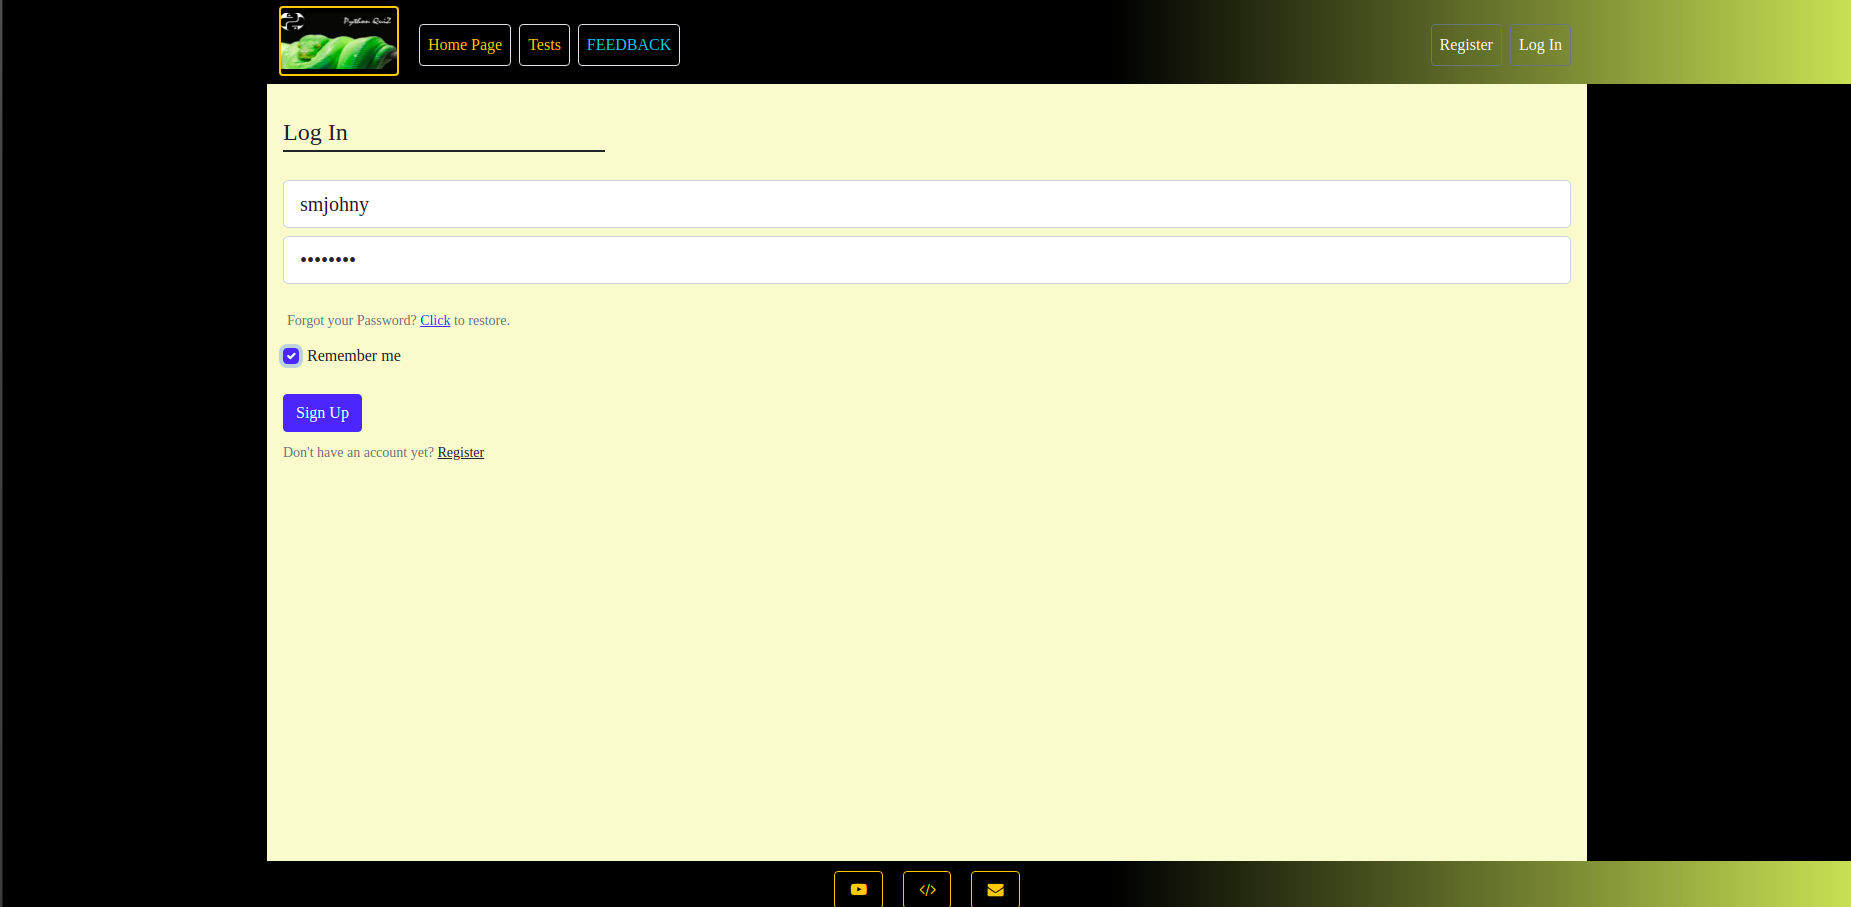 Python QuiZ
Home Page Tests FEEDBACK Register Log In
Log In
smjohny
••••••••
Forgot your Password? Click to restore.
Remember me
Sign Up
Don't have an account yet? Register